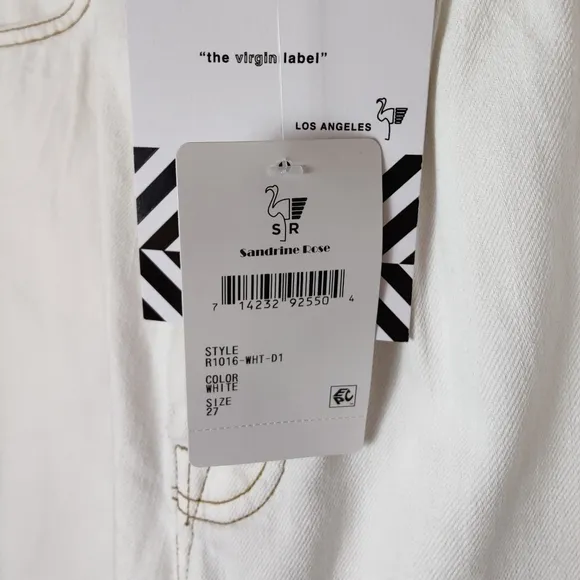 "the virgin label"
LOS ANGELES
S R
Sandrine Rose
7 14232 92550 4
STYLE
R1016-WHT-D1
COLOR
WHITE
SIZE
27